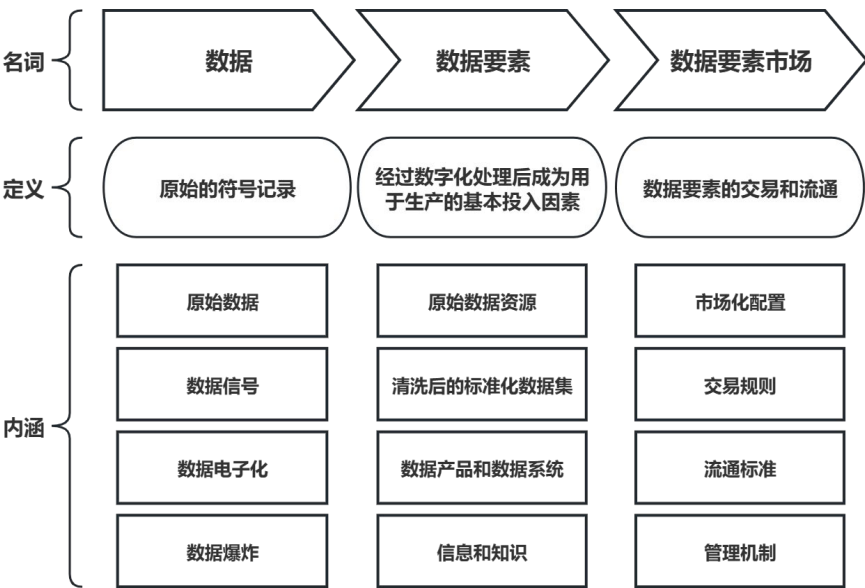 名词
数据
数据要素
数据要素市场
定义
原始的符号记录
经过数字化处理后成为用
于生产的基本投入因素
数据要素的交易和流通
内涵
原始数据
原始数据资源
市场化配置
数据信号
清洗后的标准化数据集
交易规则
数据电子化
数据产品和数据系统
流通标准
数据爆炸
信息和知识
管理机制